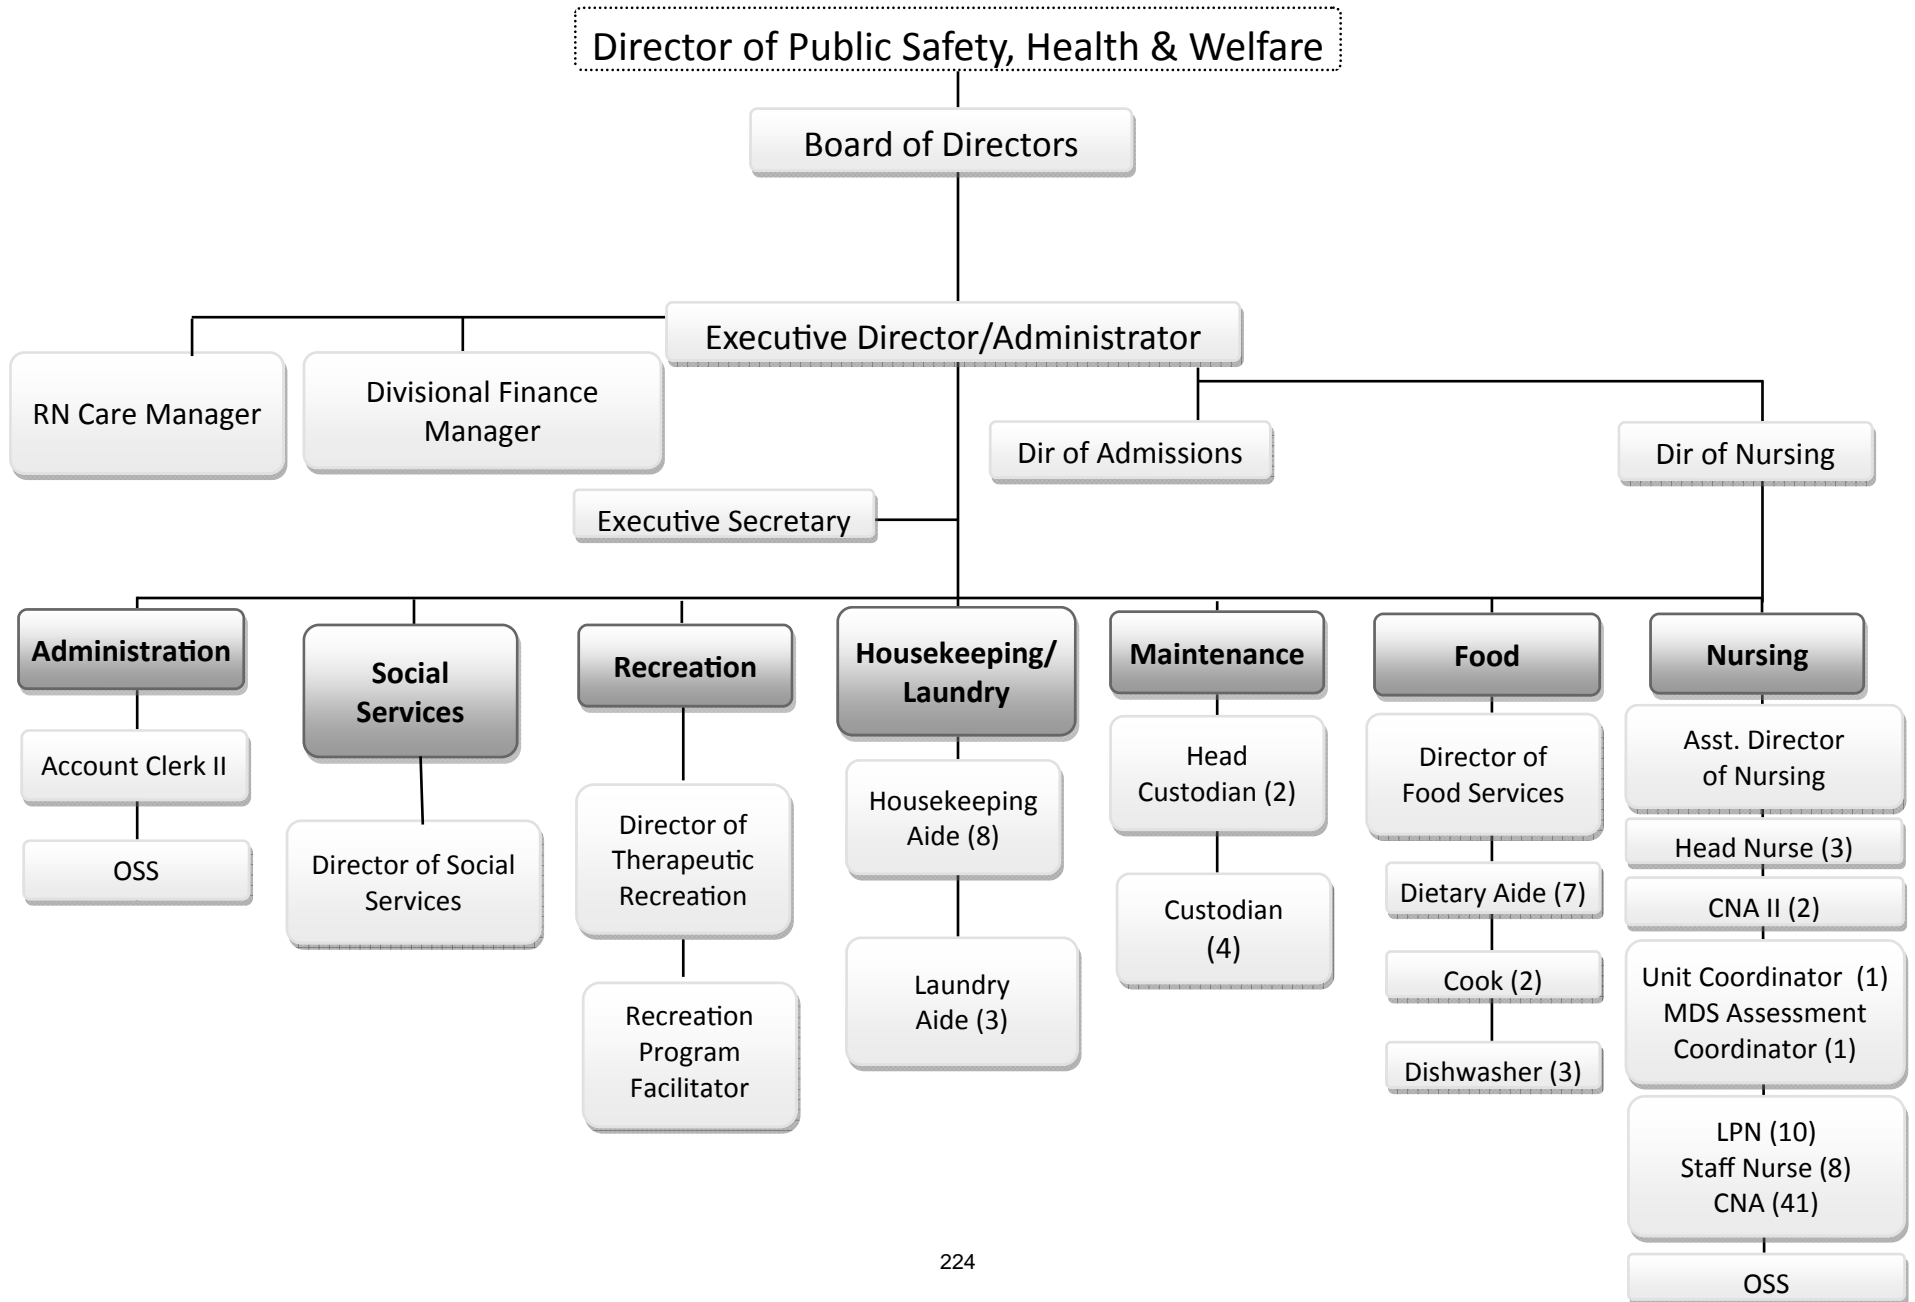 Director of Public Safety, Health & Welfare
Board of Directors
Executive Director/Administrator
RN Care Manager
Divisional Finance
Manager
Dir of Admissions
Dir of Nursing
Executive Secretary
Administration
Account Clerk II
OSS
Social
Services
Director of Social
Services
Recreation
Director of
Therapeutic
Recreation
Recreation
Program
Facilitator
Housekeeping/
Laundry
Housekeeping
Aide (8)
Laundry
Aide (3)
Maintenance
Head
Custodian (2)
Custodian
(4)
Food
Director of
Food Services
Dietary Aide (7)
Cook (2)
Dishwasher (3)
Nursing
Asst. Director
of Nursing
Head Nurse (3)
CNA II (2)
Unit Coordinator (1)
MDS Assessment
Coordinator (1)
LPN (10)
Staff Nurse (8)
CNA (41)
OSS
224